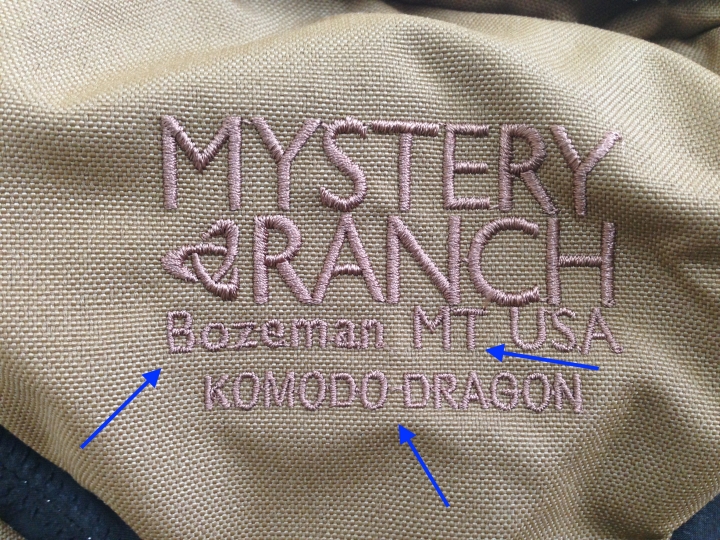 MYSTERY
RANCH
Bozeman MT USA
KOMODO DRAGON